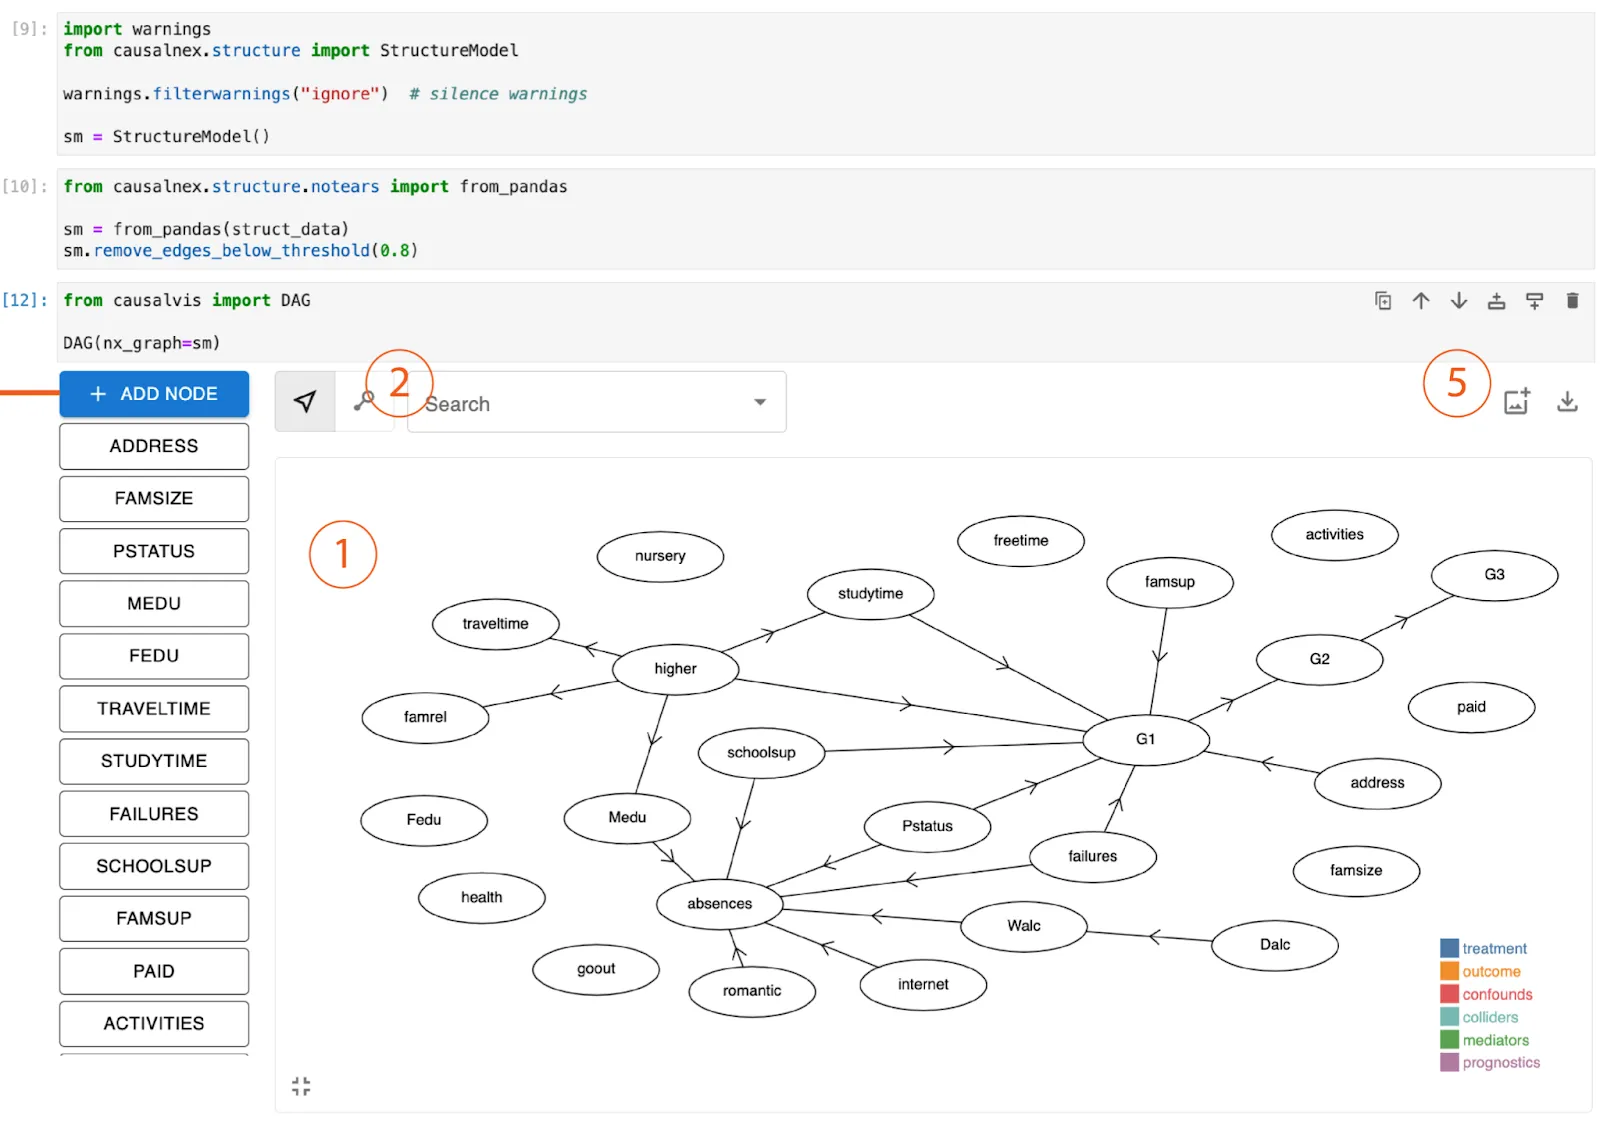 [9]:
import warnings
from causalnex.structure import StructureModel
warnings.filterwarnings("ignore")  # silence warnings
sm = StructureModel()
[10]:
from causalnex.structure.notears import from_pandas
sm = from_pandas(struct_data)
sm.remove_edges_below_threshold(0.8)
[12]:
from causalvis import DAG
DAG(nx_graph=sm)
+ ADD NODE
2
Search
5
ADDRESS
FAMSIZE
PSTATUS
MEDU
FEDU
TRAVELTIME
STUDYTIME
FAILURES
SCHOOLSUP
FAMSUP
PAID
ACTIVITIES
1
nursery
freetime
activities
famsup
G3
studytime
traveltime
higher
G2
famrel
paid
G1
schoolsup
address
Fedu
Medu
Pstatus
failures
famsize
health
absences
Walc
Dalc
goout
romantic
internet
treatment
outcome
confounds
colliders
mediators
prognostics